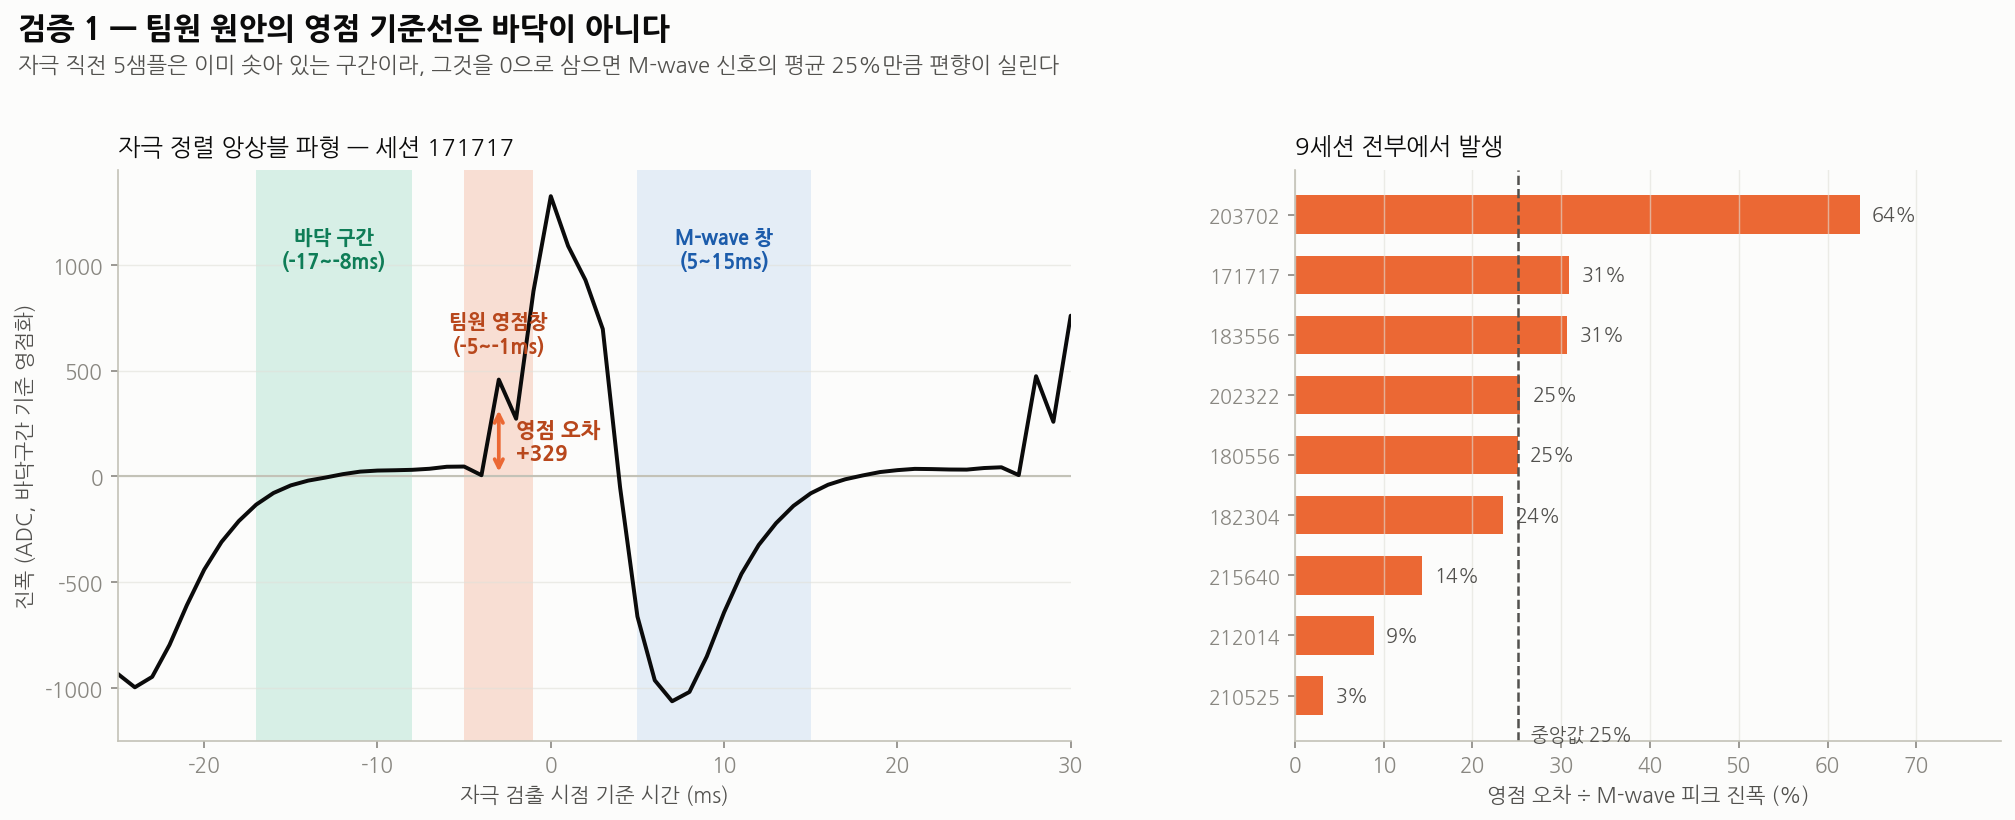 검증 1 — 팀원 원안의 영점 기준선은 바닥이 아니다
자극 직전 5샘플은 이미 솟아 있는 구간이라, 그것을 0으로 삼으면 M-wave 신호의 평균 25%만큼 편향이 실린다
자극 정렬 앙상블 파형 — 세션 171717
바닥 구간
(-17~-8ms)
팀원 영점창
(-5~-1ms)
M-wave 창
(5~15ms)
영점 오차
+329
1000
500
0
-500
-1000
진폭 (ADC, 바닥구간 기준 영점화)
-20
-10
0
10
20
30
자극 검출 시점 기준 시간 (ms)
9세션 전부에서 발생
203702
64%
171717
31%
183556
31%
202322
25%
180556
25%
182304
24%
215640
14%
212014
9%
210525
3%
중앙값 25%
0
10
20
30
40
50
60
70
영점 오차 ÷ M-wave 피크 진폭 (%)